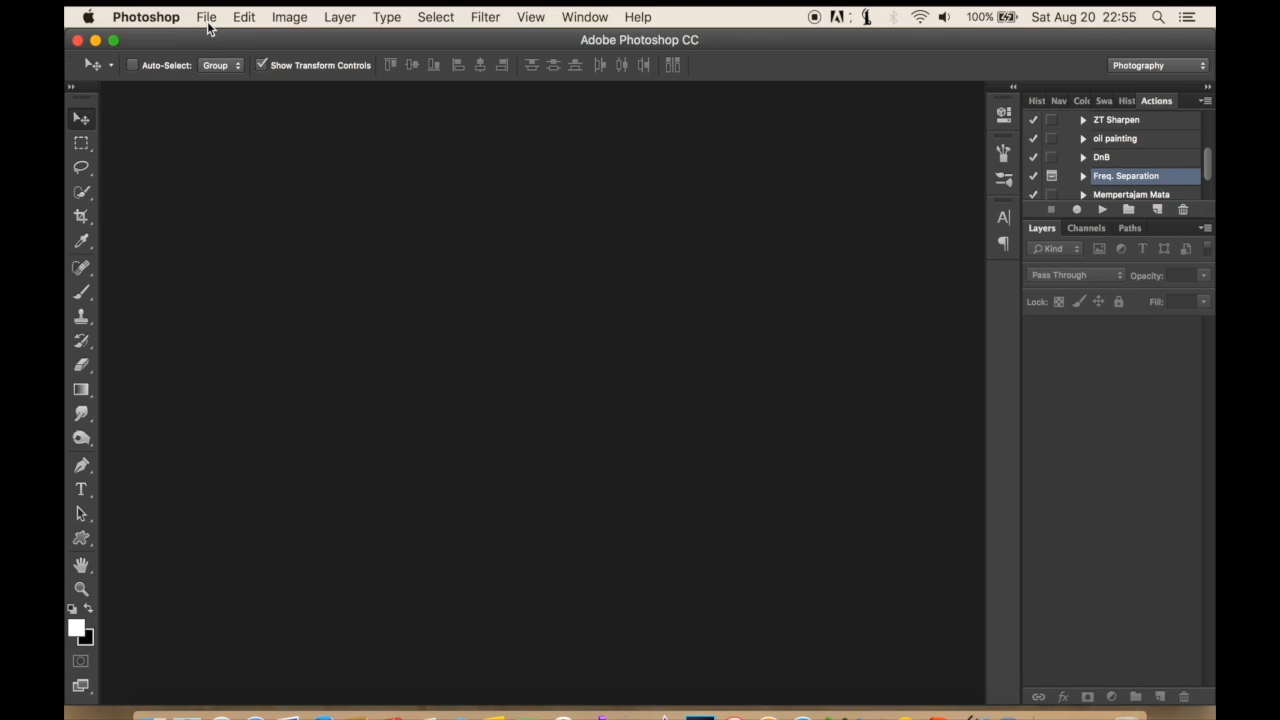 Photoshop File Edit Image Layer Type Select Filter View Window Help 100% Sat Aug 20 22:55
Adobe Photoshop CC
Auto-Select: Group Show Transform Controls Photography
Hist Nav Colo Swa Hist Actions
ZT Sharpen
oil painting
DnB
Freq. Separation
Mempertajam Mata
Layers Channels Paths
Kind
Pass Through Opacity:
Lock: Fill: